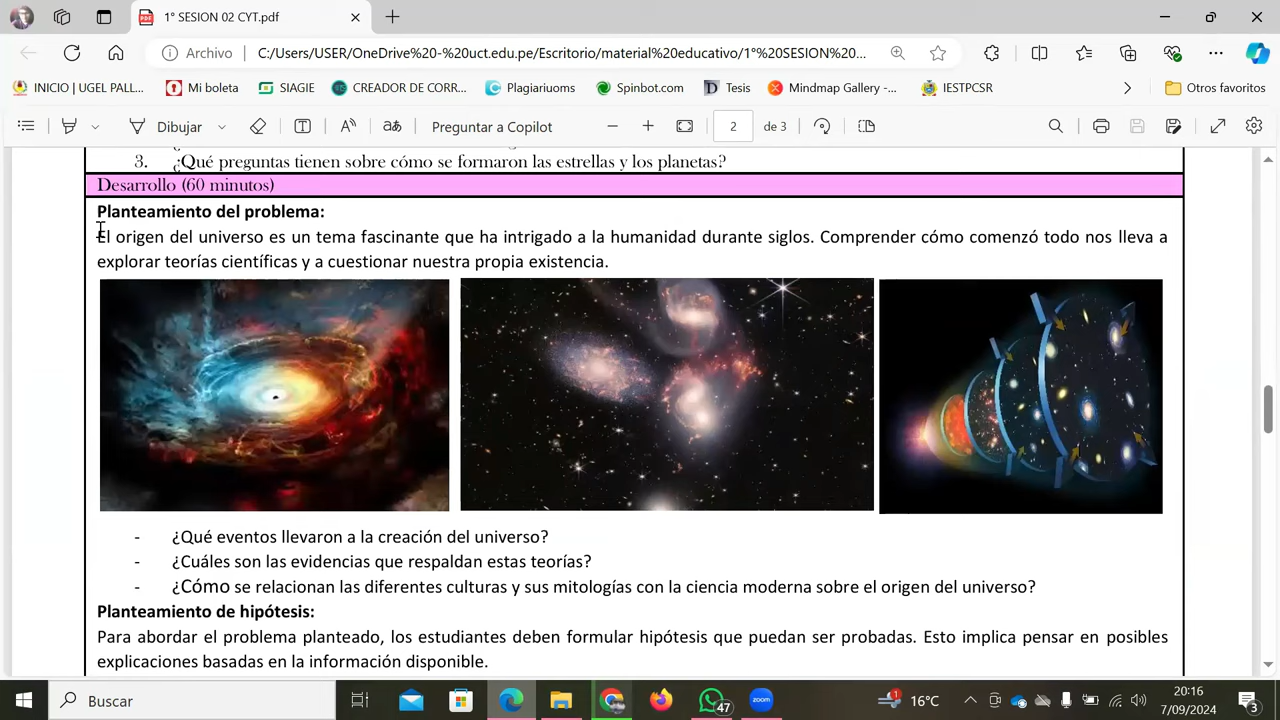 1° SESION 02 CYT.pdf
Archivo
C:/Users/USER/OneDrive%20-%20uct.edu.pe/Escritorio/material%20educativo/1°%20SESION%20...
INICIO | UGEL PALL...
Mi boleta
SIAGIE
CREADOR DE CORR...
Plagiariuoms
Spinbot.com
Tesis
Mindmap Gallery -...
IESTPCSR
Otros favoritos
Dibujar
Preguntar a Copilot
2
de 3
3. ¿Qué preguntas tienen sobre cómo se formaron las estrellas y los planetas?
Desarrollo (60 minutos)
Planteamiento del problema:
El origen del universo es un tema fascinante que ha intrigado a la humanidad durante siglos. Comprender cómo comenzó todo nos lleva a
explorar teorías científicas y a cuestionar nuestra propia existencia.
- ¿Qué eventos llevaron a la creación del universo?
- ¿Cuáles son las evidencias que respaldan estas teorías?
- ¿Cómo se relacionan las diferentes culturas y sus mitologías con la ciencia moderna sobre el origen del universo?
Planteamiento de hipótesis:
Para abordar el problema planteado, los estudiantes deben formular hipótesis que puedan ser probadas. Esto implica pensar en posibles
explicaciones basadas en la información disponible.
Buscar
47
zoom
1
16°C
20:16
7/09/2024
3